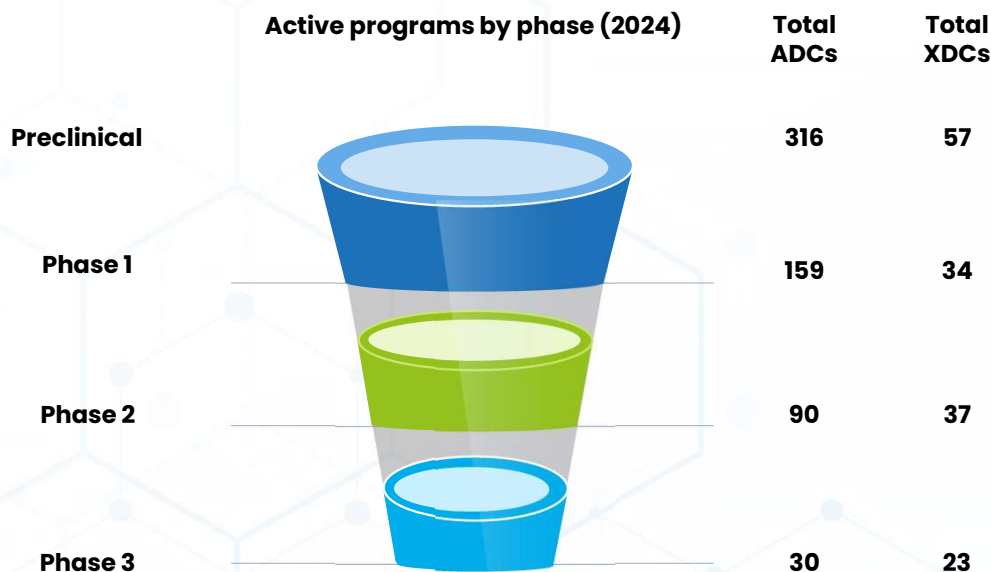 Active programs by phase (2024)
Total
ADCs
Total
XDCs
Preclinical 316 57
Phase 1 159 34
Phase 2 90 37
Phase 3 30 23